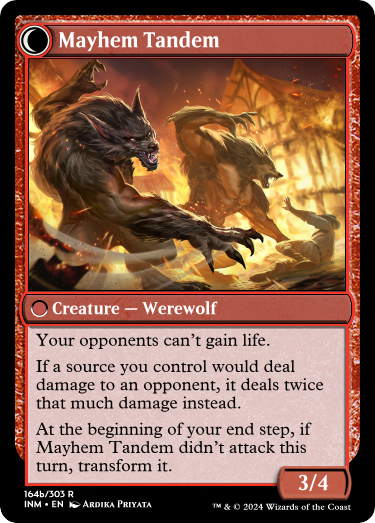 Mayhem Tandem
Creature — Werewolf
Your opponents can't gain life.
If a source you control would deal
damage to an opponent, it deals twice
that much damage instead.
At the beginning of your end step, if
Mayhem Tandem didn't attack this
turn, transform it.
3/4
164b/303 R
INM • EN Ardika Priyata
™ & © 2024 Wizards of the Coast